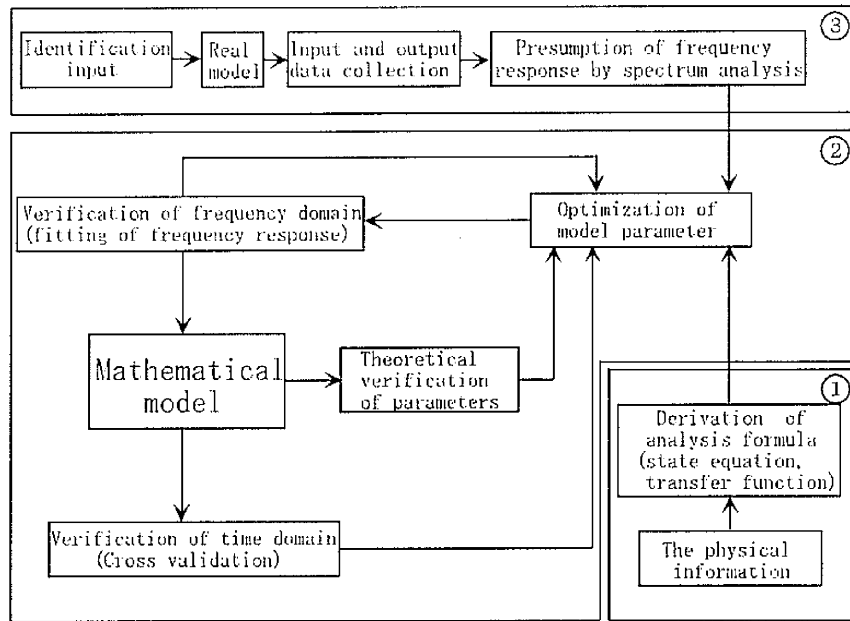 ③
Identification
input
Real
model
Input and output
data collection
Presumption of frequency
response by spectrum analysis
②
Verification of frequency domain
(fitting of frequency response)
Optimization of
model parameter
Mathematical
model
Theoretical
verification
of parameters
Verification of time domain
(Cross validation)
①
Derivation of
analysis formula
(state equation,
transfer function)
The physical
information